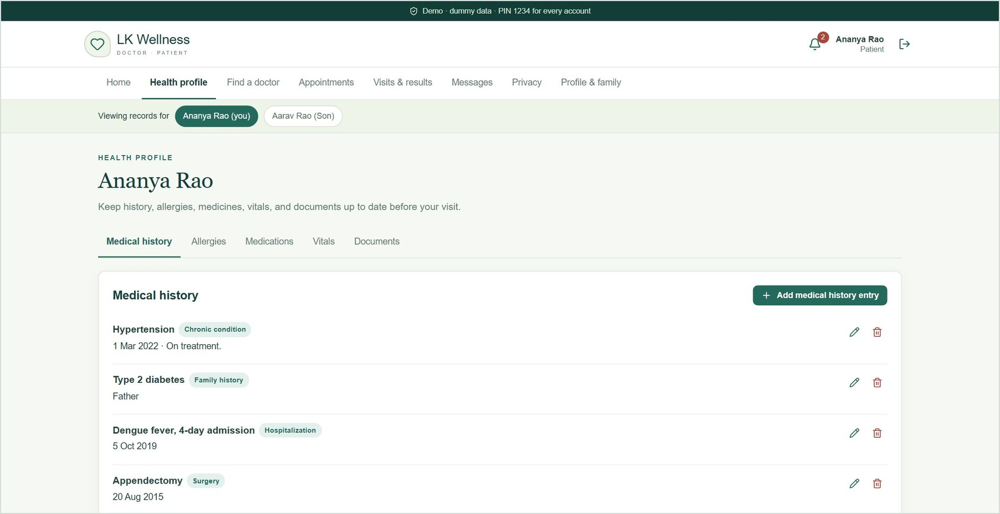 Demo · dummy data · PIN 1234 for every account
LK Wellness
DOCTOR · PATIENT
2
Ananya Rao
Patient
Home Health profile Find a doctor Appointments Visits & results Messages Privacy Profile & family
Viewing records for Ananya Rao (you) Aarav Rao (Son)
HEALTH PROFILE
Ananya Rao
Keep history, allergies, medicines, vitals, and documents up to date before your visit.
Medical history Allergies Medications Vitals Documents
Medical history + Add medical history entry
Hypertension Chronic condition
1 Mar 2022 · On treatment.
Type 2 diabetes Family history
Father
Dengue fever, 4-day admission Hospitalization
5 Oct 2019
Appendectomy Surgery
20 Aug 2015